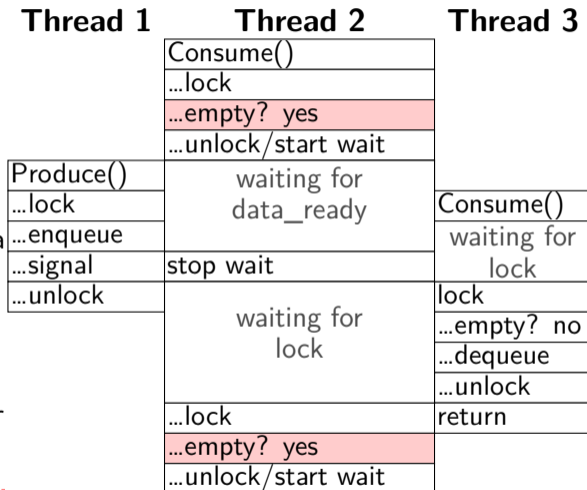 Thread 1 Thread 2 Thread 3
Consume()
...lock
...empty? yes
...unlock/start wait
Produce()
...lock
...enqueue
...signal
...unlock
waiting for
data_ready
stop wait
waiting for
lock
...lock
...empty? yes
...unlock/start wait
Consume()
waiting for
lock
lock
...empty? no
...dequeue
...unlock
return